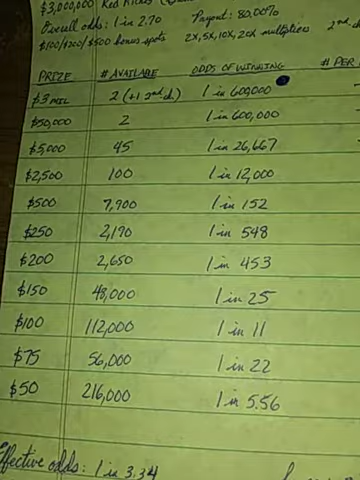 $3,000,000 Red
Overall odds: 1 in 2.70 Payout: 80.00%
$100/$200/$500 bonus spots 2X, 5X, 10X, 20X multipliers 2nd-ch
PRIZE # AVAILABLE ODDS OF WINNING # PER
$3 MIL 2 (+1 2nd-ch) 1 in 600,000
$50,000 2 1 in 600,000
$5,000 45 1 in 26,667
$2,500 100 1 in 12,000
$500 7,900 1 in 152
$250 2,190 1 in 548
$200 2,650 1 in 453
$150 48,000 1 in 25
$100 112,000 1 in 11
$75 56,000 1 in 22
$50 216,000 1 in 5.56
ffective odds: 1 in 3.34